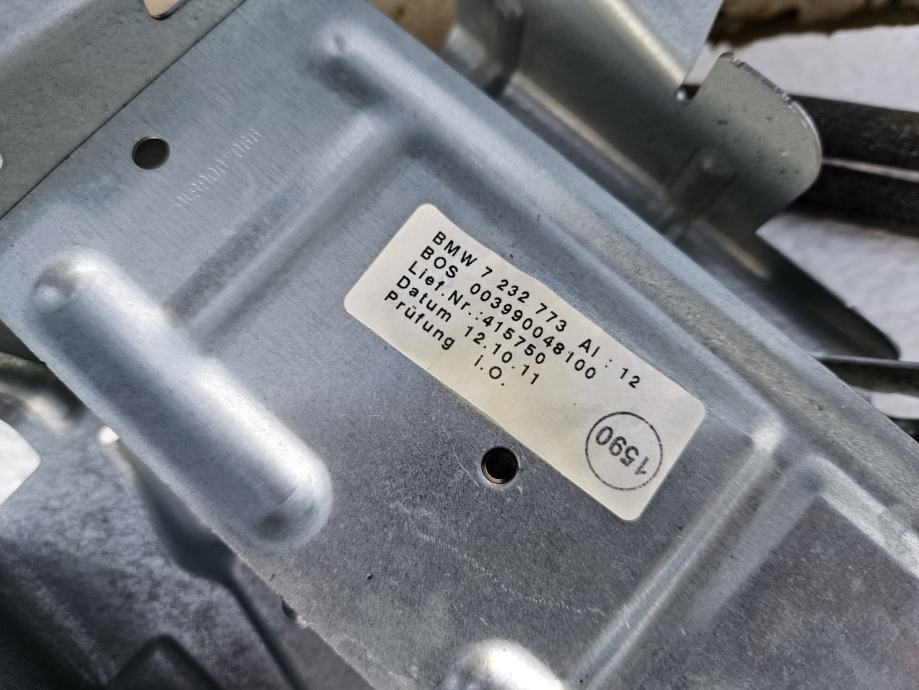 BMW 7 232 773 AI : 12
BOS 003990048100
Lief.Nr.:415750
Datum 12.10.11
Prüfung i.O.
1590